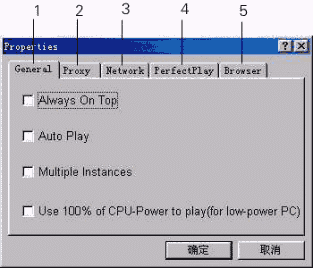 1 2 3 4 5
Properties
General Proxy Network PerfectPlay Browser
Always On Top
Auto Play
Multiple Instances
Use 100% of CPU-Power to play(for low-power PC)
确定 取消